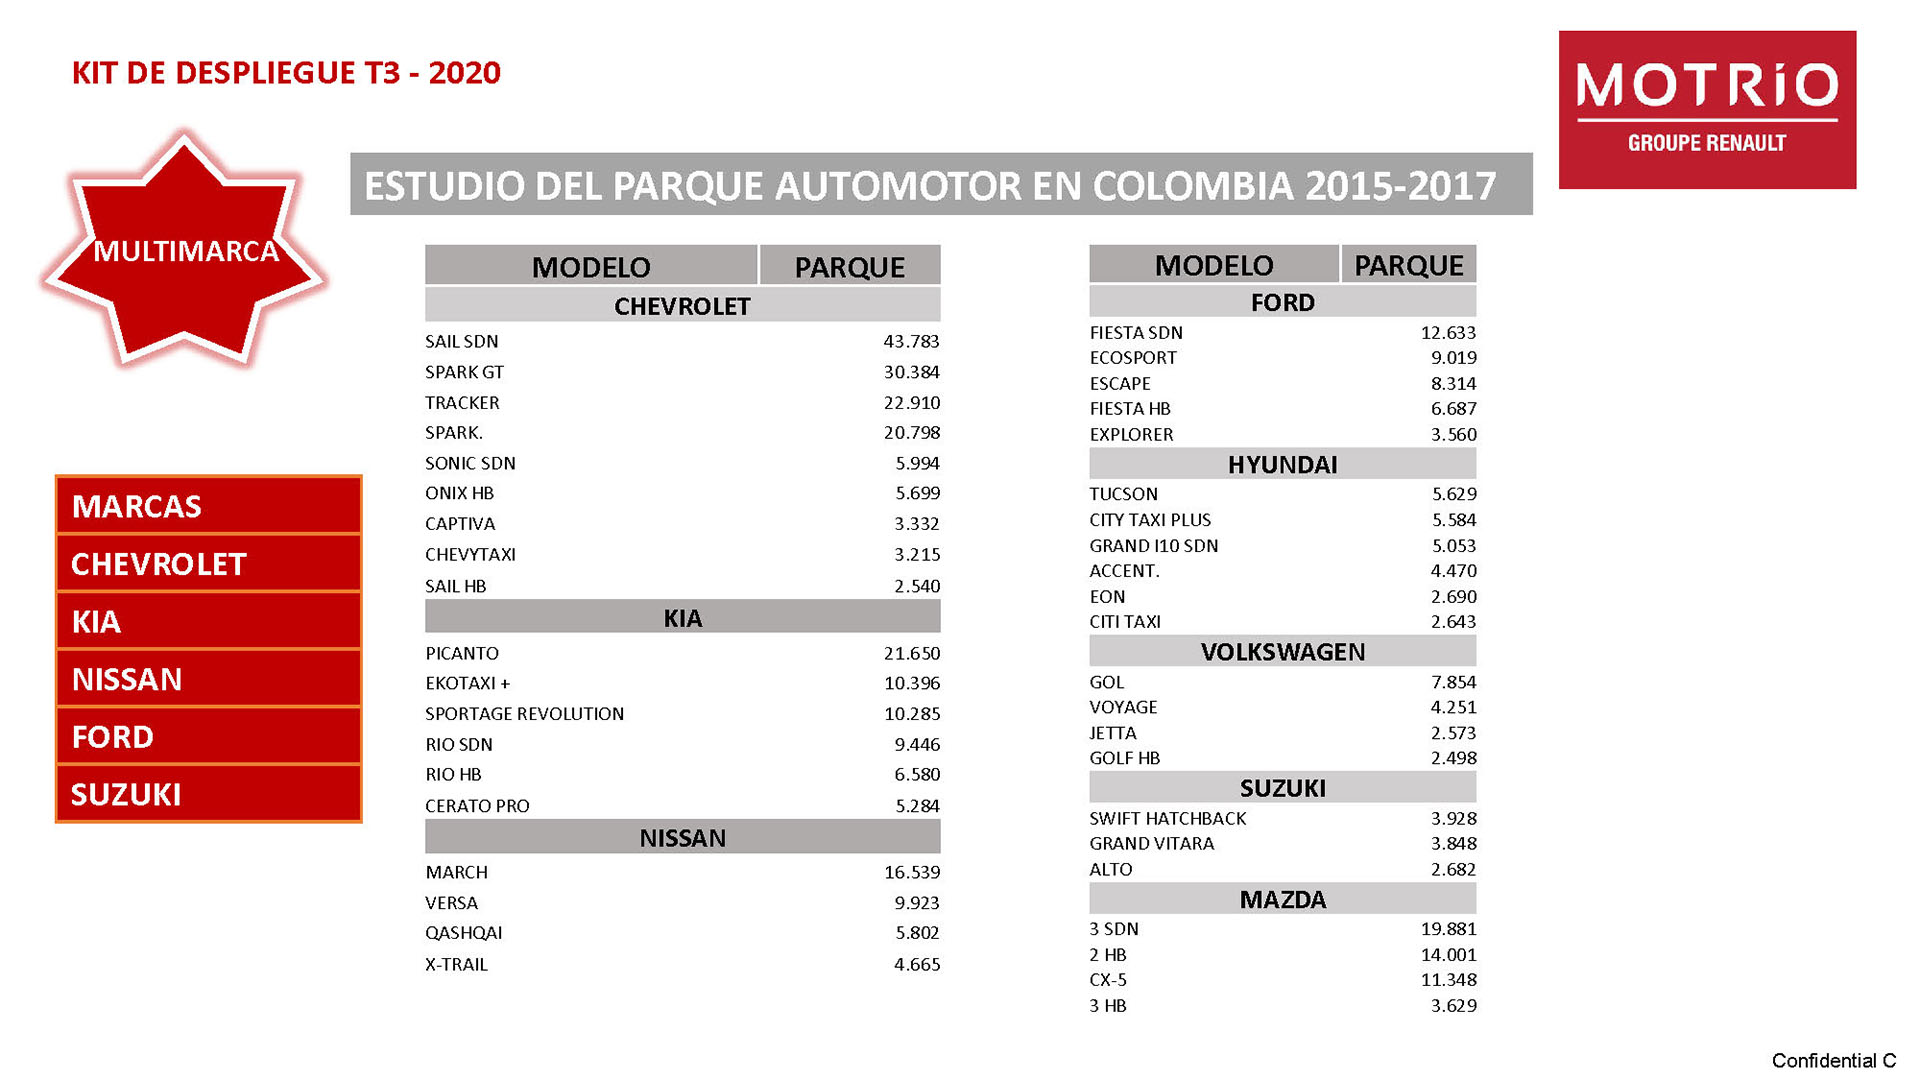 KIT DE DESPLIEGUE T3 - 2020
MOTRíO
GROUPE RENAULT
MULTIMARCA
ESTUDIO DEL PARQUE AUTOMOTOR EN COLOMBIA 2015-2017
MARCAS
CHEVROLET
KIA
NISSAN
FORD
SUZUKI
MODELO PARQUE
CHEVROLET
SAIL SDN 43.783
SPARK GT 30.384
TRACKER 22.910
SPARK. 20.798
SONIC SDN 5.994
ONIX HB 5.699
CAPTIVA 3.332
CHEVYTAXI 3.215
SAIL HB 2.540
KIA
PICANTO 21.650
EKOTAXI + 10.396
SPORTAGE REVOLUTION 10.285
RIO SDN 9.446
RIO HB 6.580
CERATO PRO 5.284
NISSAN
MARCH 16.539
VERSA 9.923
QASHQAI 5.802
X-TRAIL 4.665
MODELO PARQUE
FORD
FIESTA SDN 12.633
ECOSPORT 9.019
ESCAPE 8.314
FIESTA HB 6.687
EXPLORER 3.560
HYUNDAI
TUCSON 5.629
CITY TAXI PLUS 5.584
GRAND I10 SDN 5.053
ACCENT. 4.470
EON 2.690
CITI TAXI 2.643
VOLKSWAGEN
GOL 7.854
VOYAGE 4.251
JETTA 2.573
GOLF HB 2.498
SUZUKI
SWIFT HATCHBACK 3.928
GRAND VITARA 3.848
ALTO 2.682
MAZDA
3 SDN 19.881
2 HB 14.001
CX-5 11.348
3 HB 3.629
Confidential C